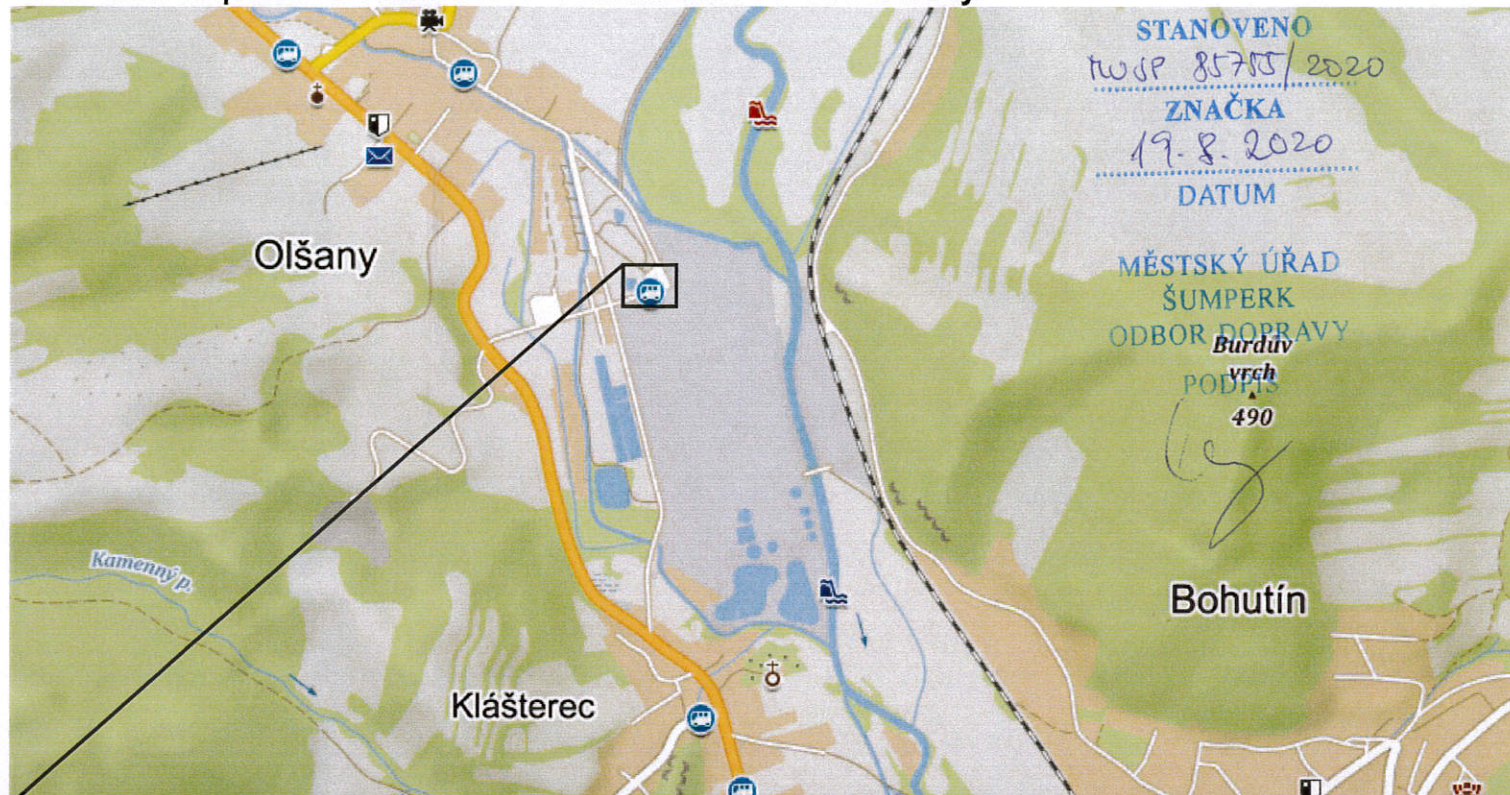 STANOVENO
MUSP 85755/2020
ZNAČKA
19. 8. 2020
DATUM
Olšany
MĚSTSKÝ ÚŘAD
ŠUMPERK
ODBOR DOPRAVY
Burdův
vrch
PODPIS
490
Kamenný p.
Bohutín
Klášterec